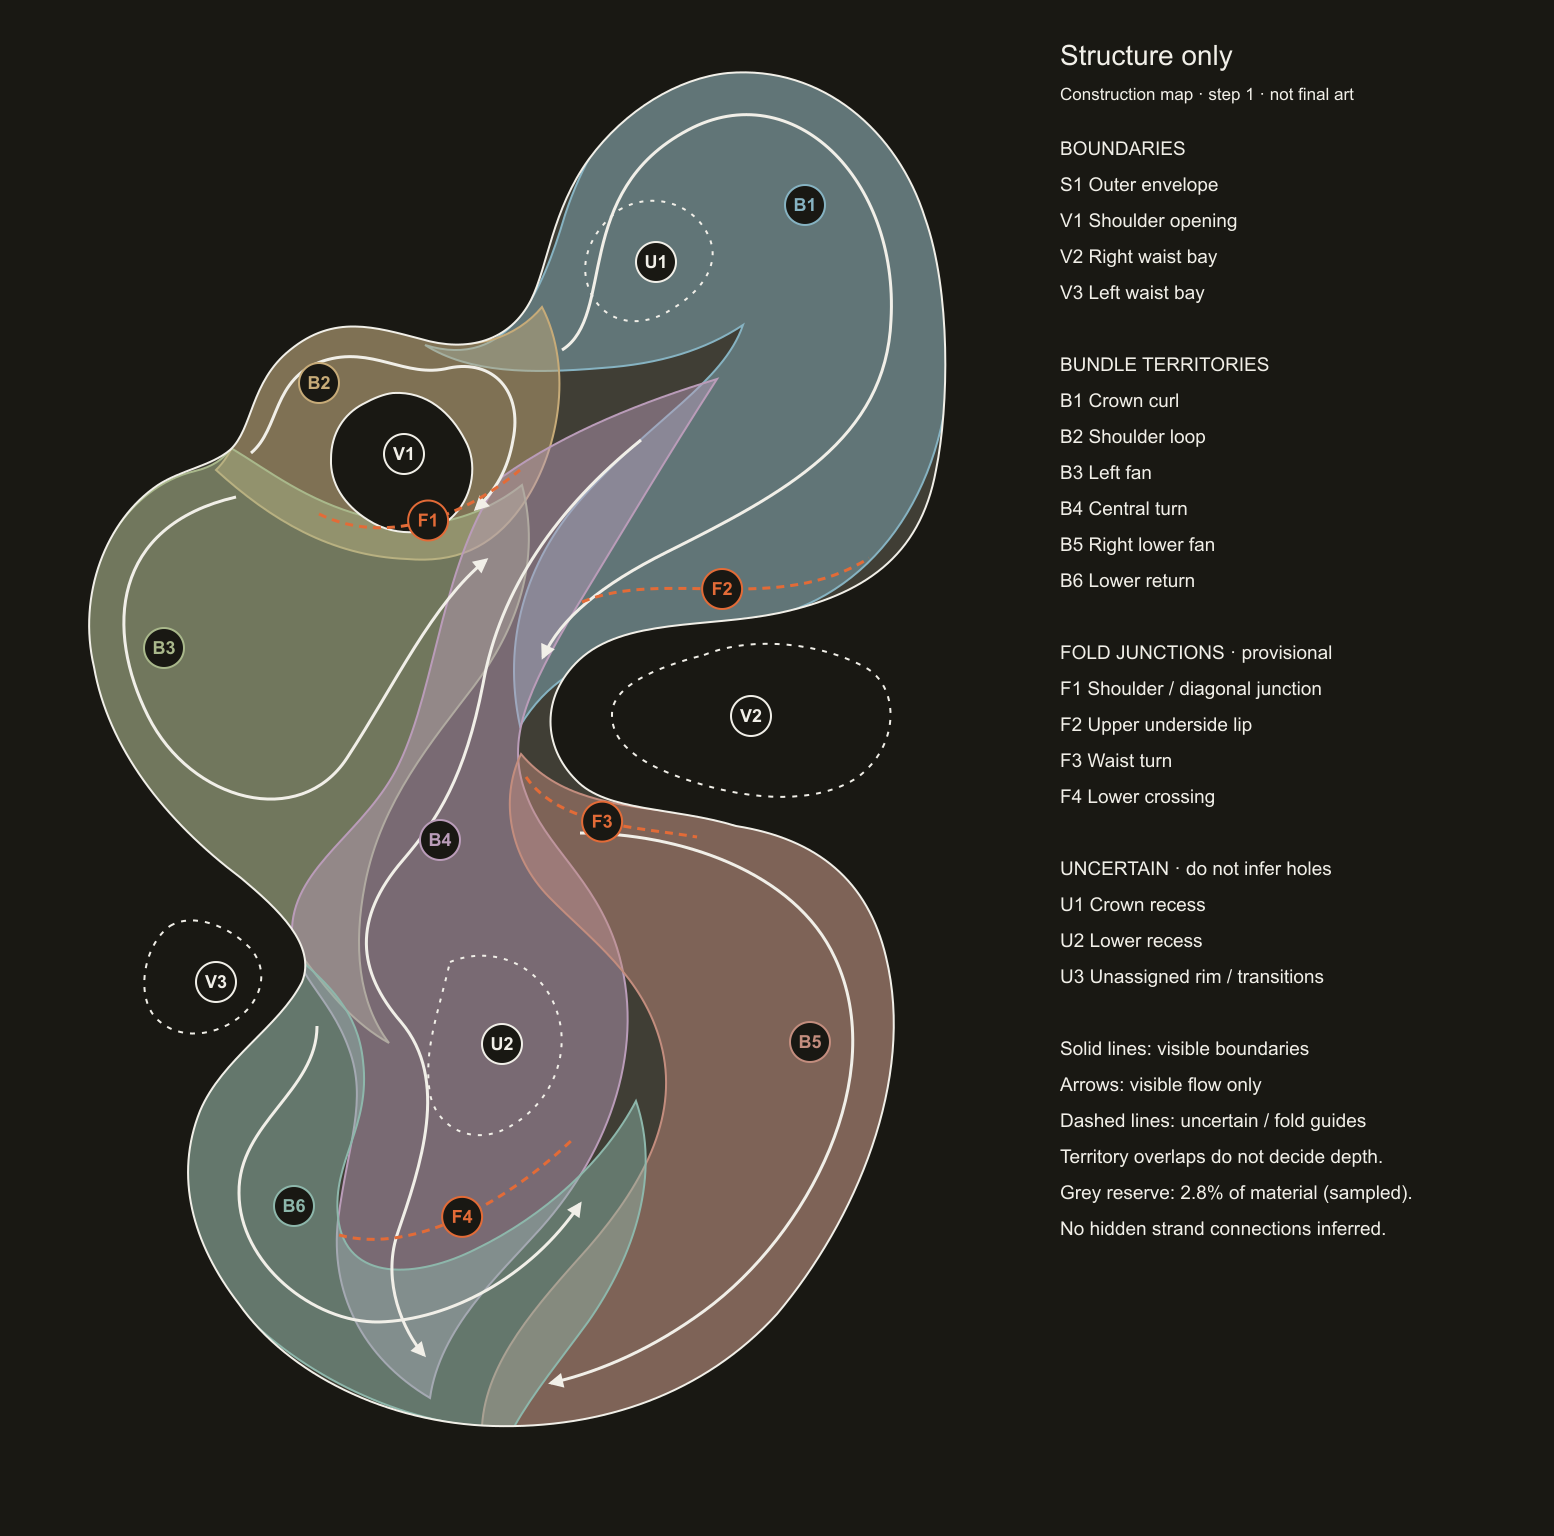 Structure only
Construction map · step 1 · not final art
BOUNDARIES
S1 Outer envelope
V1 Shoulder opening
V2 Right waist bay
V3 Left waist bay
BUNDLE TERRITORIES
B1 Crown curl
B2 Shoulder loop
B3 Left fan
B4 Central turn
B5 Right lower fan
B6 Lower return
FOLD JUNCTIONS · provisional
F1 Shoulder / diagonal junction
F2 Upper underside lip
F3 Waist turn
F4 Lower crossing
UNCERTAIN · do not infer holes
U1 Crown recess
U2 Lower recess
U3 Unassigned rim / transitions
Solid lines: visible boundaries
Arrows: visible flow only
Dashed lines: uncertain / fold guides
Territory overlaps do not decide depth.
Grey reserve: 2.8% of material (sampled).
No hidden strand connections inferred.
B1
U1
B2
V1
F1
F2
B3
V2
F3
B4
V3
U2
B5
B6
F4